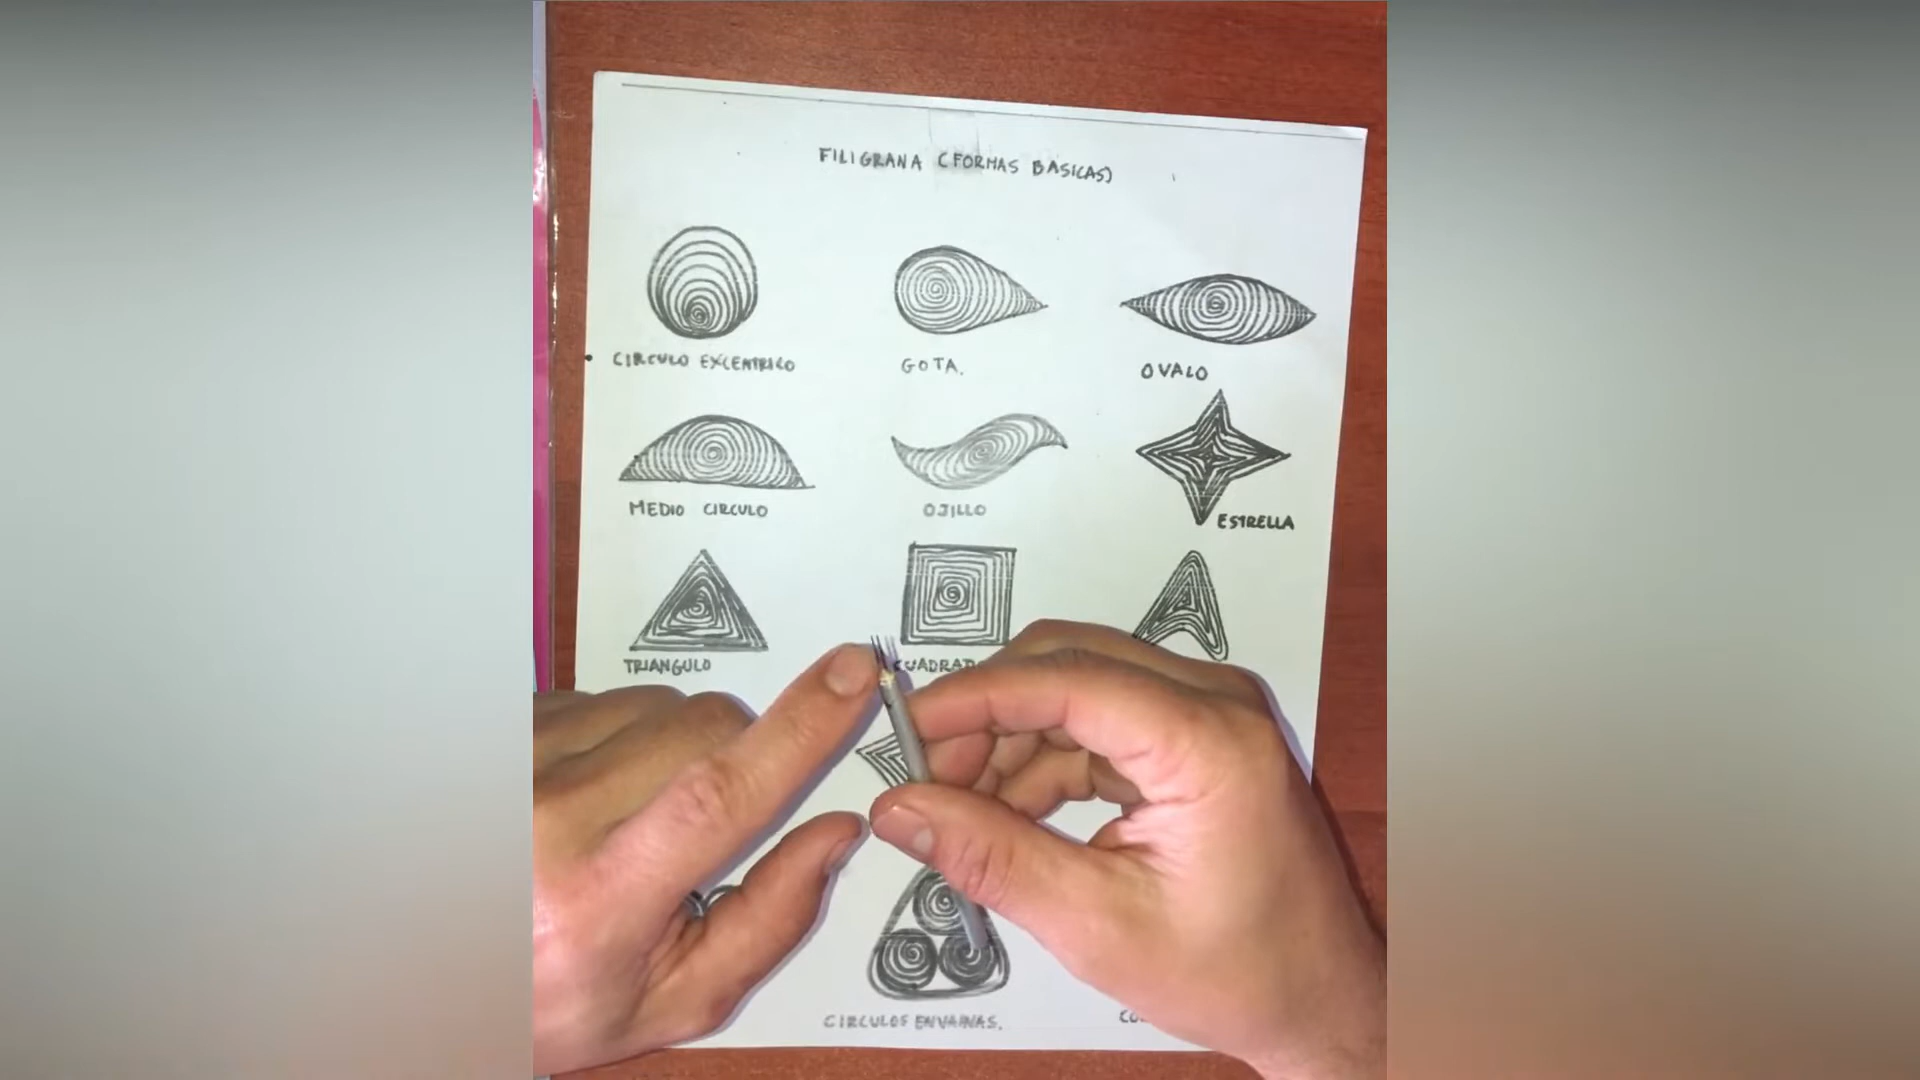 FILIGRANA (FORMAS BASICAS)
CIRCULO EXCENTRICO
GOTA.
OVALO
MEDIO CIRCULO
OJILLO
ESTRELLA
TRIANGULO
CIRCULOS ENVAINAS.